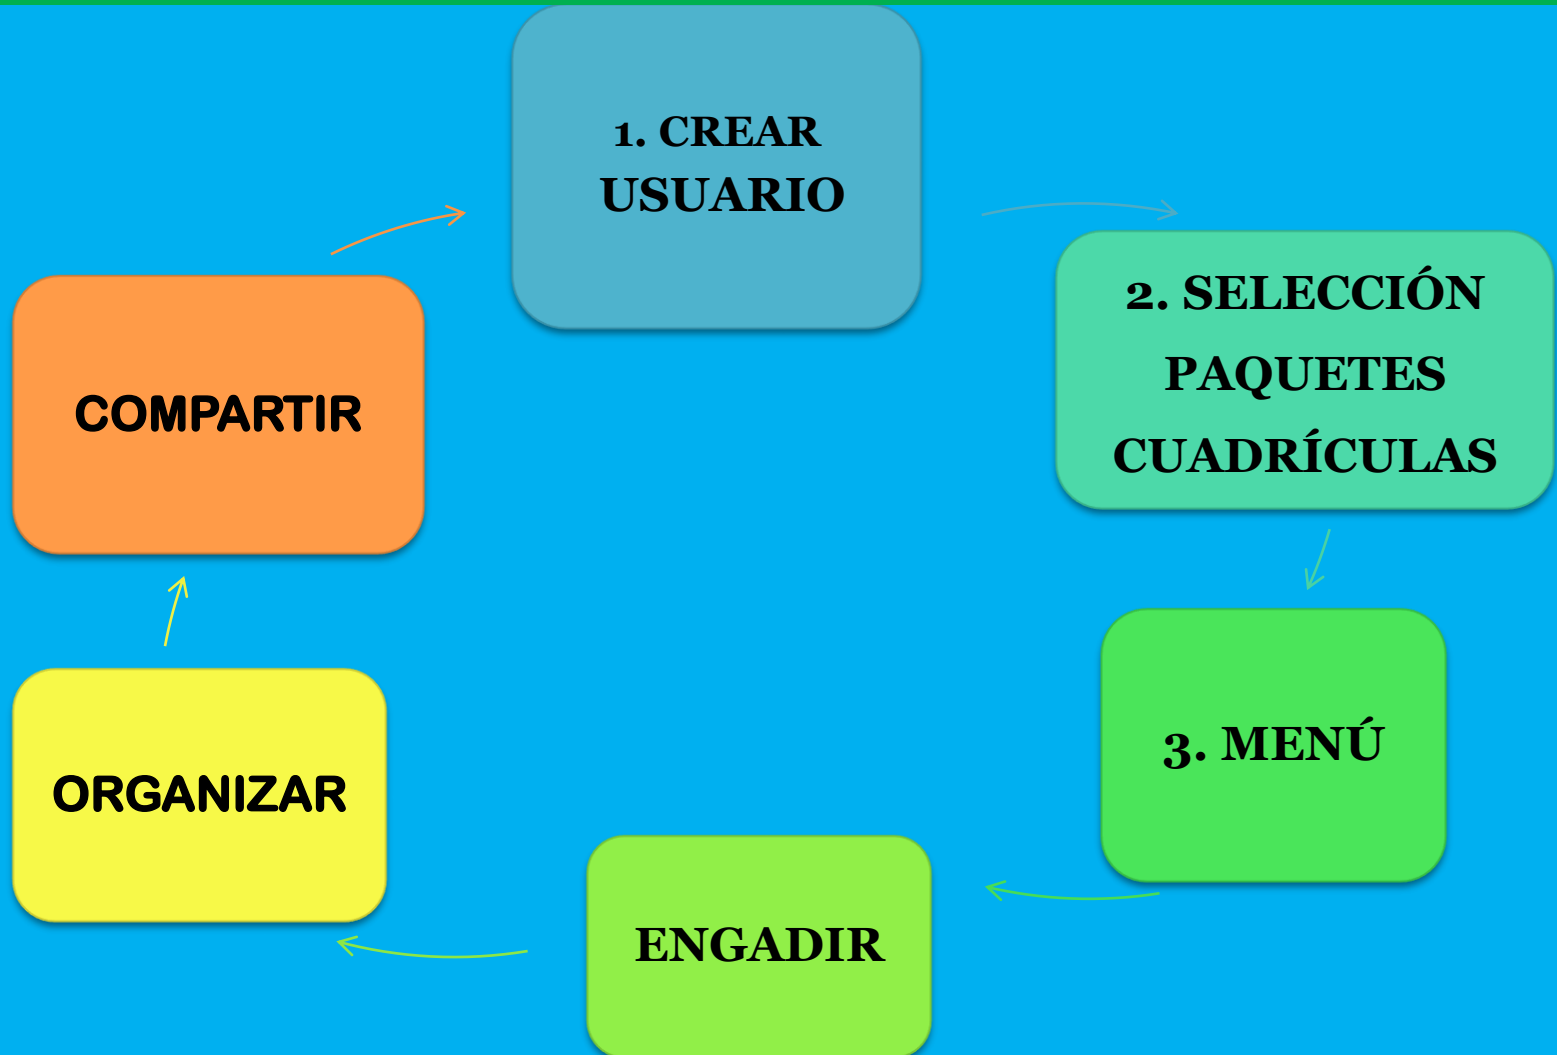 1. CREAR
USUARIO
2. SELECCIÓN
PAQUETES
CUADRÍCULAS
3. MENÚ
ENGADIR
ORGANIZAR
COMPARTIR